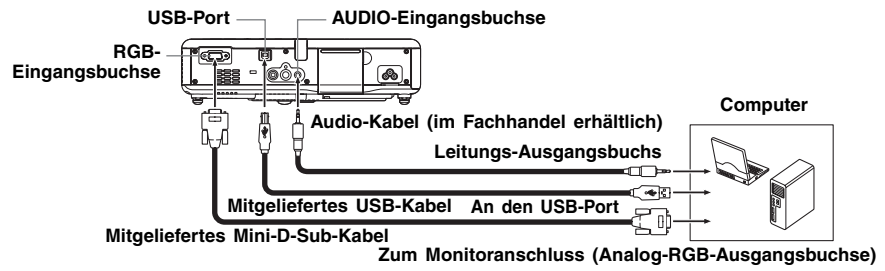 USB-Port
AUDIO-Eingangsbuchse
RGB-
Eingangsbuchse
Computer
Audio-Kabel (im Fachhandel erhältlich)
Leitungs-Ausgangsbuchs
Mitgeliefertes USB-Kabel
An den USB-Port
Mitgeliefertes Mini-D-Sub-Kabel
Zum Monitoranschluss (Analog-RGB-Ausgangsbuchse)